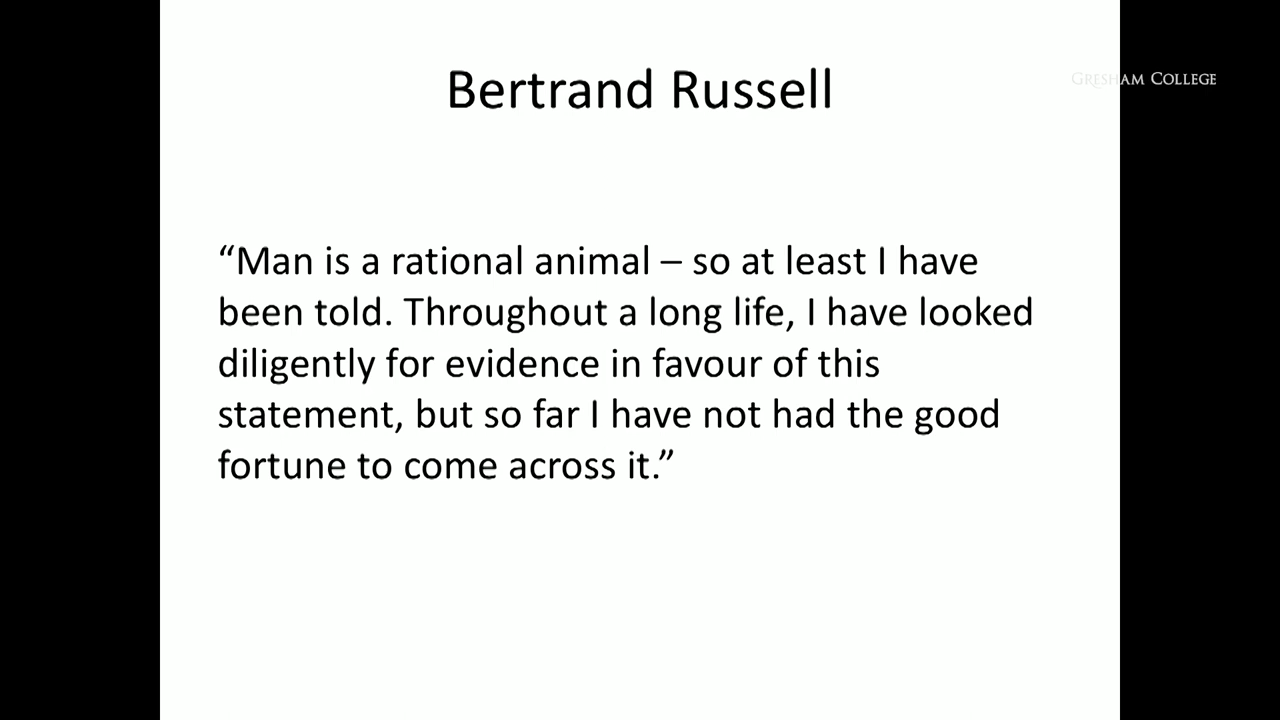 Bertrand Russell
GRESHAM COLLEGE
“Man is a rational animal – so at least I have
been told. Throughout a long life, I have looked
diligently for evidence in favour of this
statement, but so far I have not had the good
fortune to come across it.”